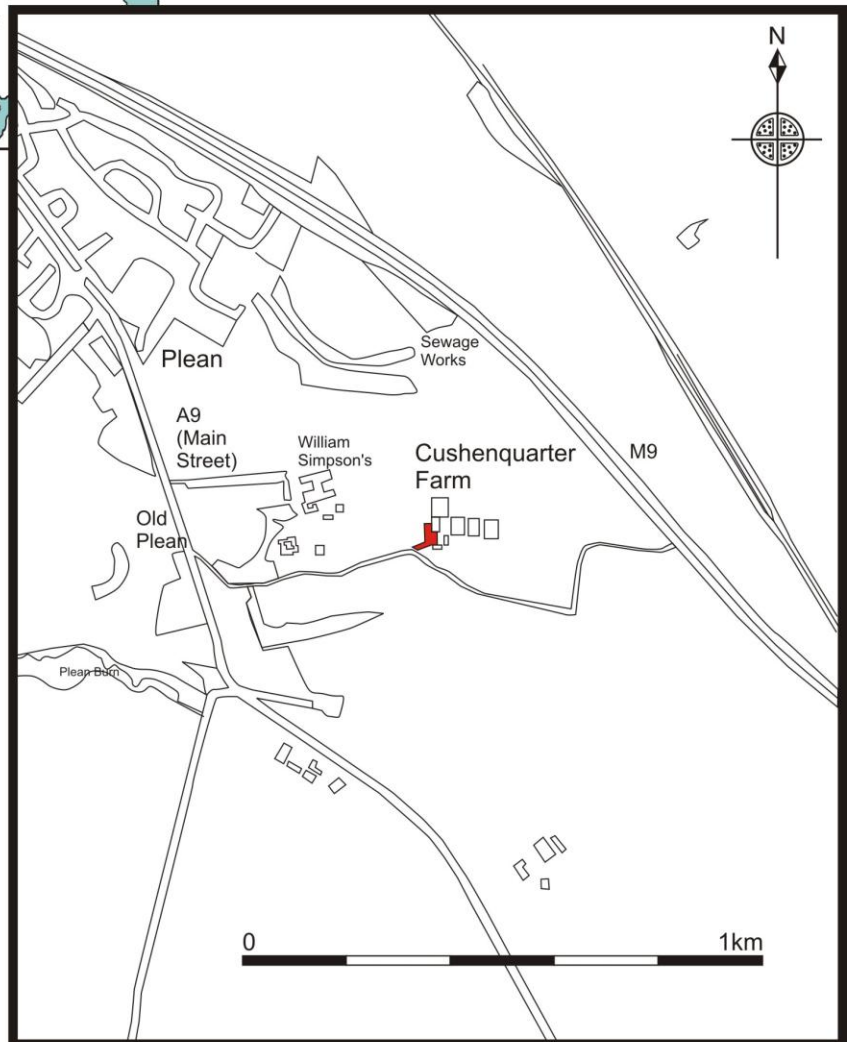 N
Sewage
Works
Plean
A9
(Main
Street)
William
Simpson's
Cushenquarter
Farm
M9
Old
Plean
Plean Burn
0
1km